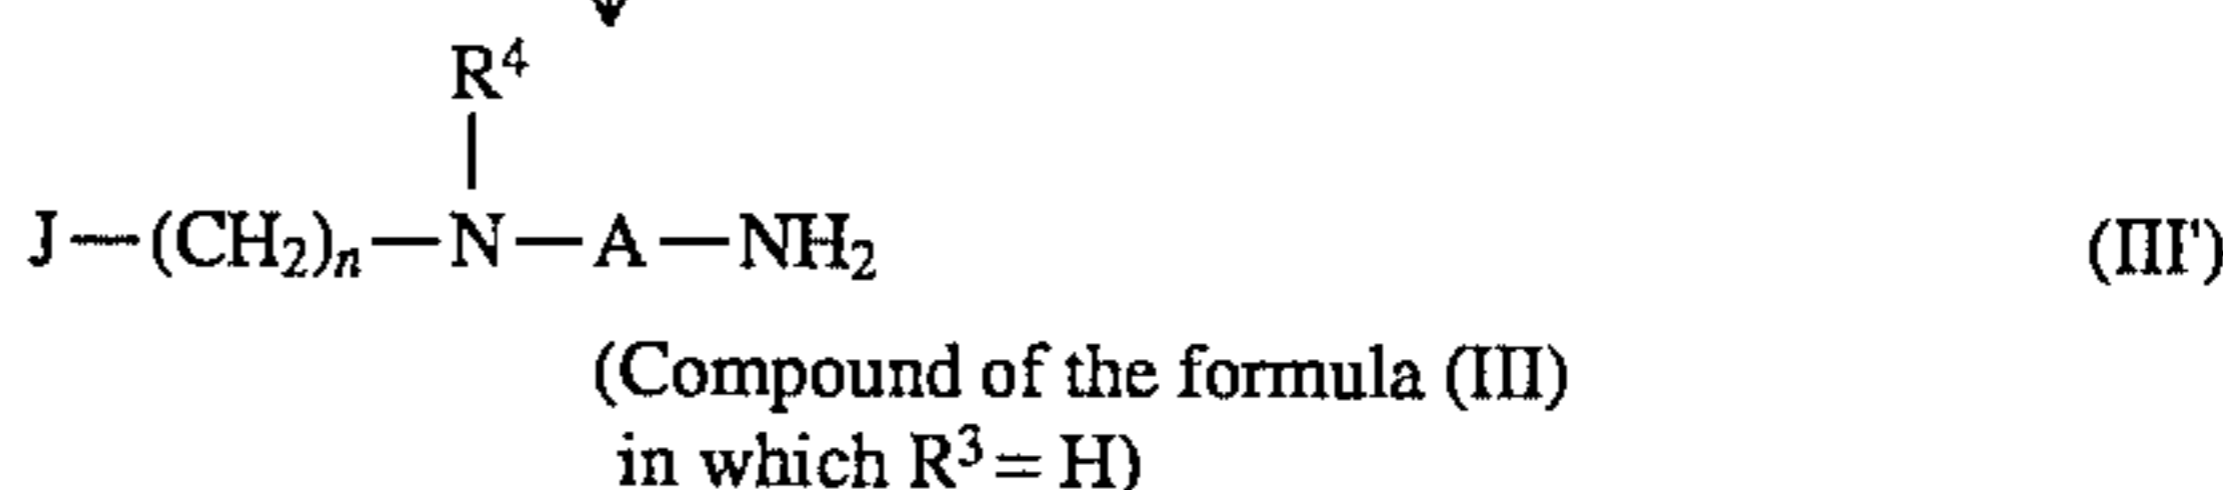 R⁴
J—(CH₂)ₙ—N—A—NH₂ (III')
(Compound of the formula (III)
in which R³= H)